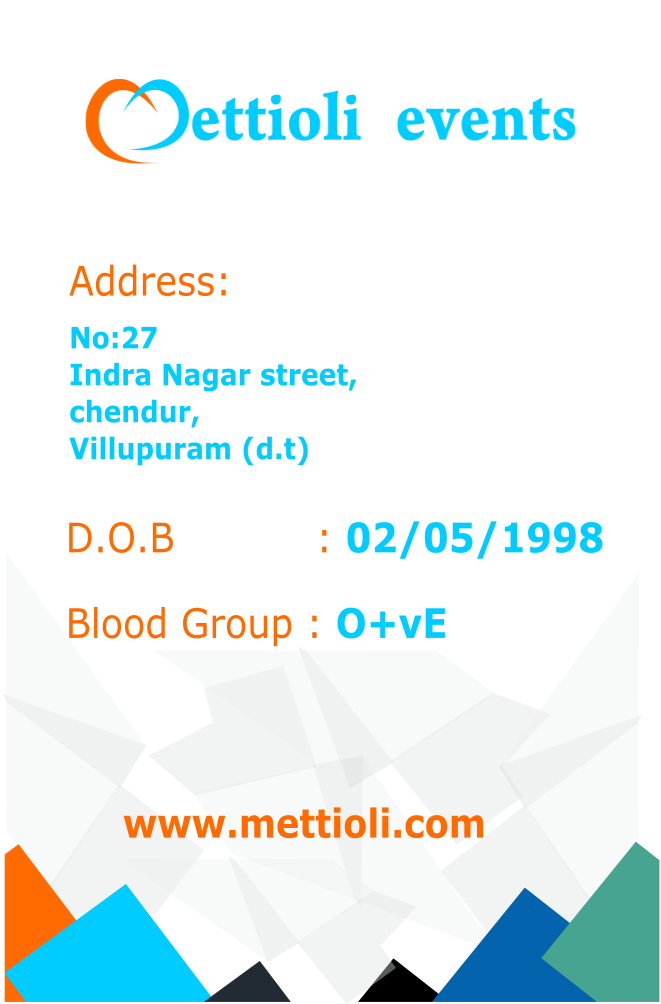 Mettioli events
Address:
No:27
Indra Nagar street,
chendur,
Villupuram (d.t)
D.O.B : 02/05/1998
Blood Group : O+vE
www.mettioli.com